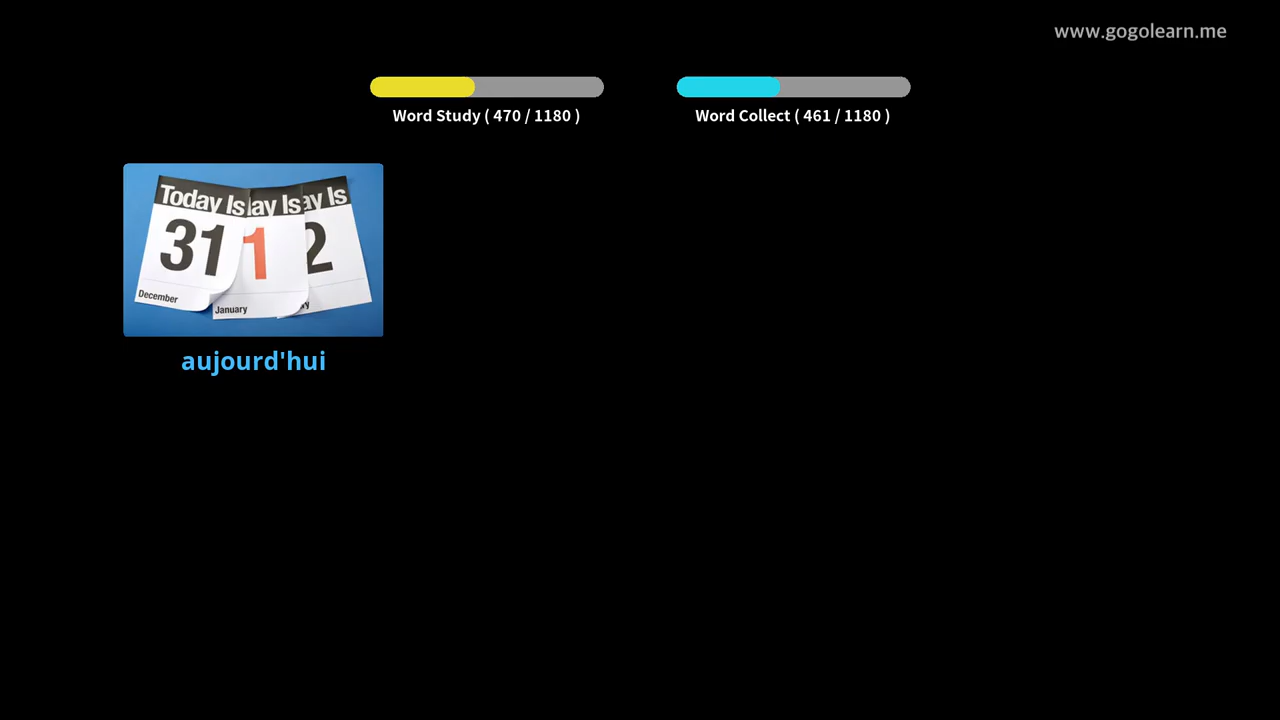 www.gogolearn.me
Word Study ( 470 / 1180 )
Word Collect ( 461 / 1180 )
Today Is
ay Is
ay Is
31
1
2
December
January
aujourd'hui